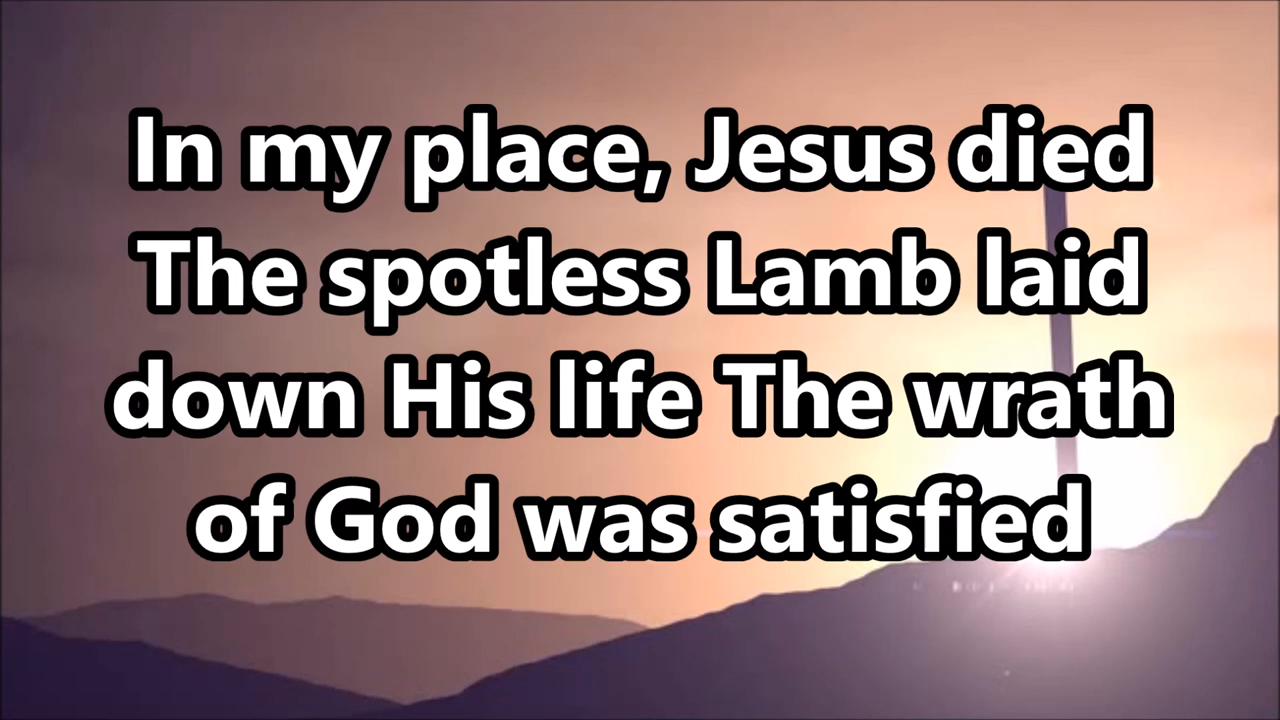 In my place, Jesus died
The spotless Lamb laid
down His life The wrath
of God was satisfied